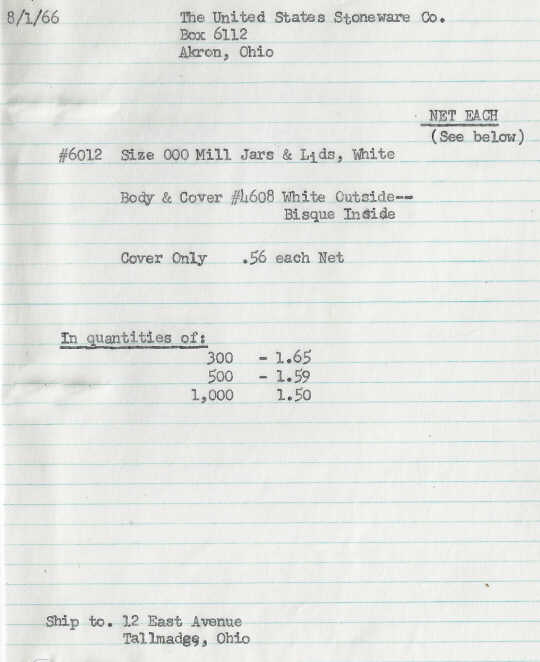 8/1/66 The United States Stoneware Co.
Box 6112
Akron, Ohio
NET EACH
(See below)
#6012 Size 000 Mill Jars & Lids, White
Body & Cover #4608 White Outside--
Bisque Inside
Cover Only .56 each Net
In quantities of:
300 - 1.65
500 - 1.59
1,000 1.50
Ship to. 12 East Avenue
Tallmadge, Ohio